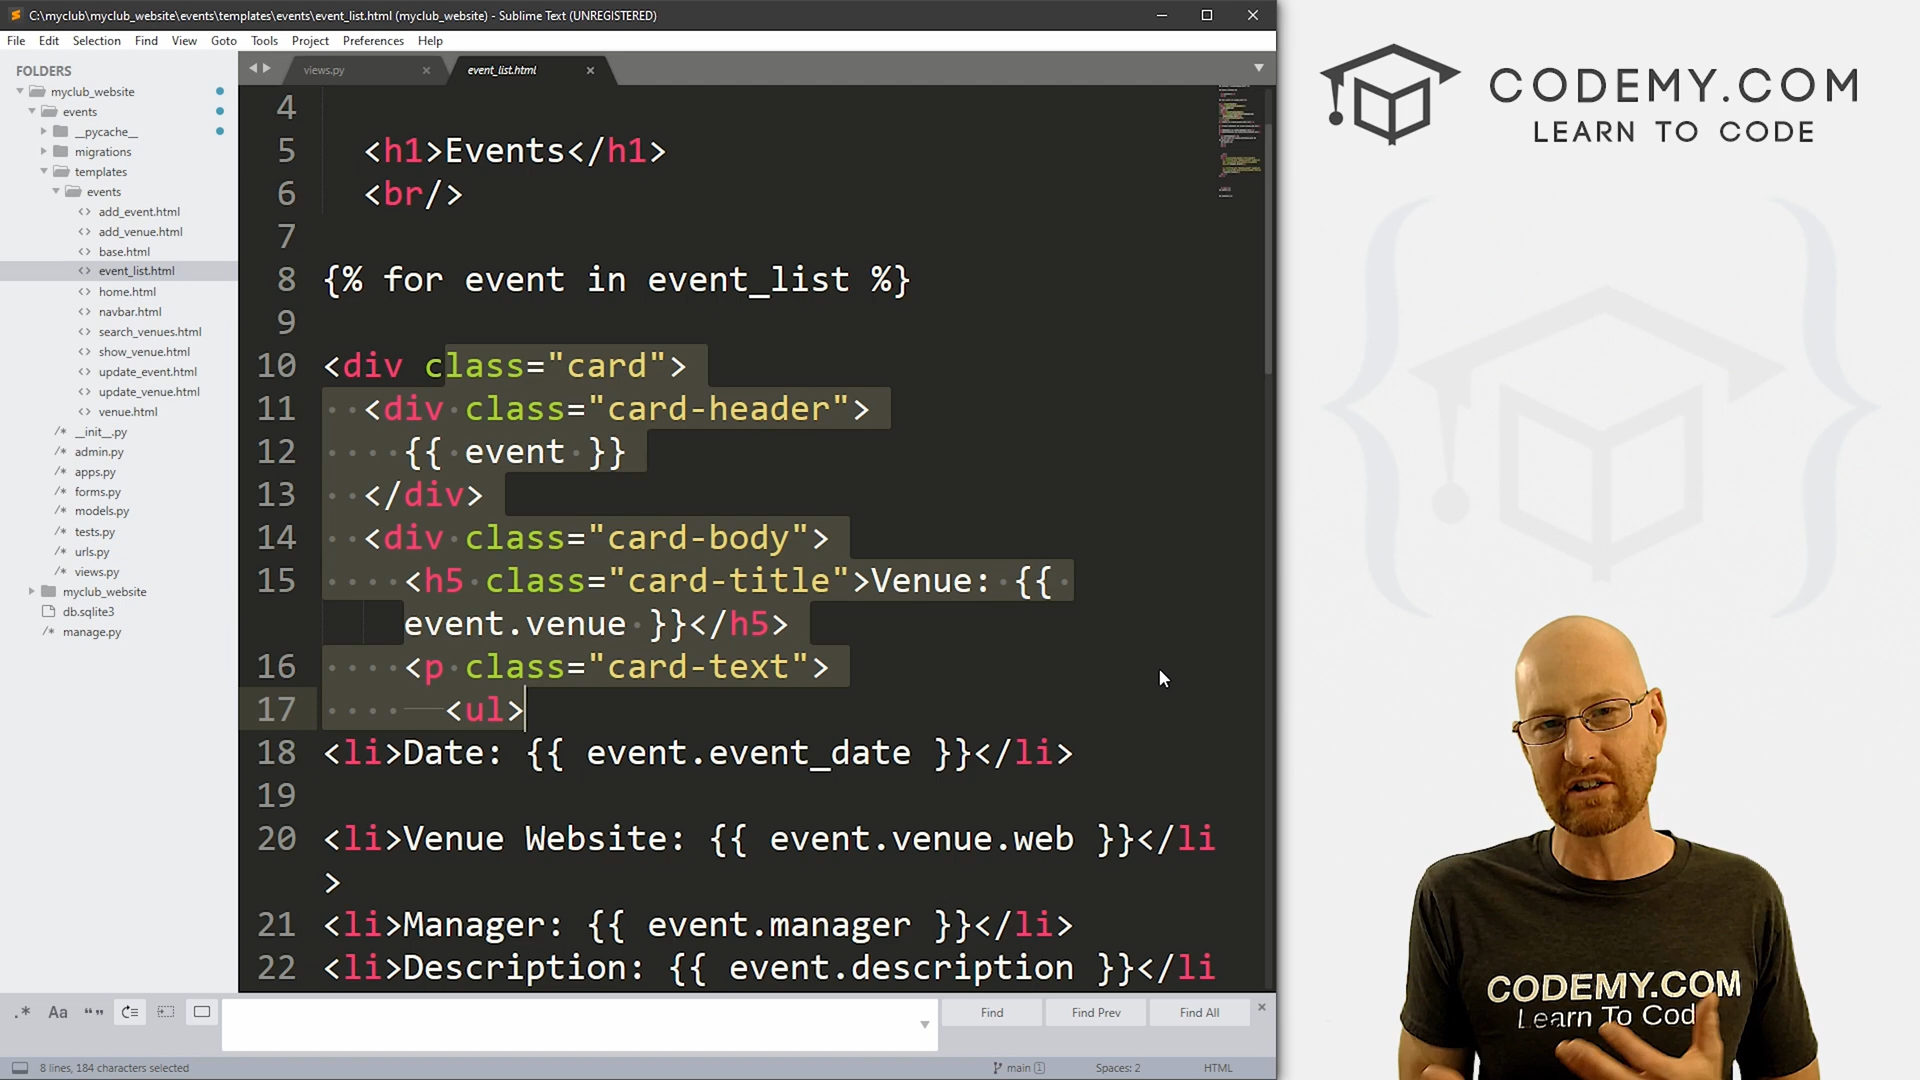 C:\myclub\myclub_website\events\templates\events\event_list.html (myclub_website) - Sublime Text (UNREGISTERED)
File Edit Selection Find View Goto Tools Project Preferences Help
FOLDERS
myclub_website
events
__pycache__
migrations
templates
events
add_event.html
add_venue.html
base.html
event_list.html
home.html
navbar.html
search_venues.html
show_venue.html
update_event.html
update_venue.html
venue.html
__init__.py
admin.py
apps.py
forms.py
models.py
tests.py
urls.py
views.py
myclub_website
db.sqlite3
manage.py
views.py
event_list.html
4
5 <h1>Events</h1>
6 <br/>
7
8 {% for event in event_list %}
9
10 <div class="card">
11 <div class="card-header">
12 {{ event }}
13 </div>
14 <div class="card-body">
15 <h5 class="card-title">Venue: {{
event.venue }}</h5>
16 <p class="card-text">
17 <ul>
18 <li>Date: {{ event.event_date }}</li>
19
20 <li>Venue Website: {{ event.venue.web }}</li
>
21 <li>Manager: {{ event.manager }}</li>
22 <li>Description: {{ event.description }}</li
Find Find Prev Find All
8 lines, 184 characters selected
main 1
Spaces: 2
HTML
CODEMY.COM
LEARN TO CODE
CODEMY.COM
Learn To Cod